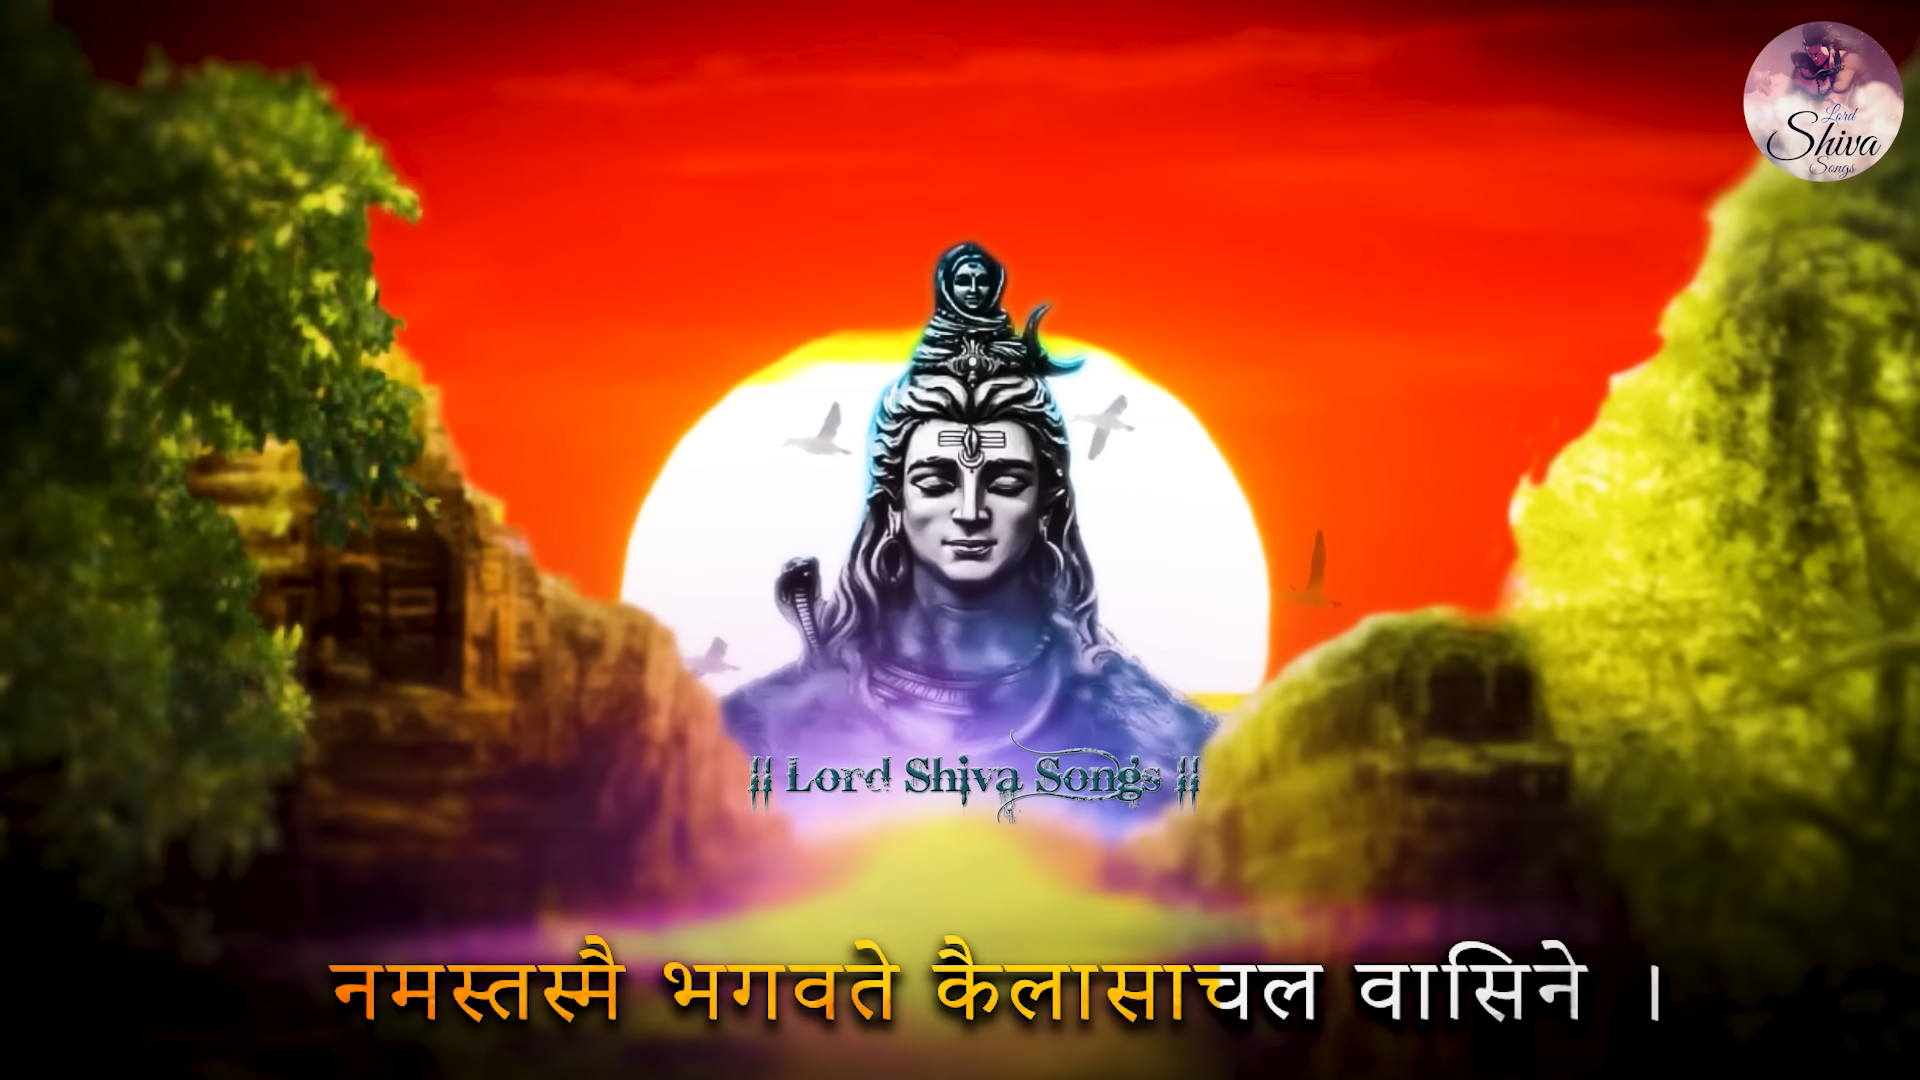 Lord
Shiva
Songs
|| Lord Shiva Songs ||
नमस्तस्मै भगवते कैलासाचल वासिने ।